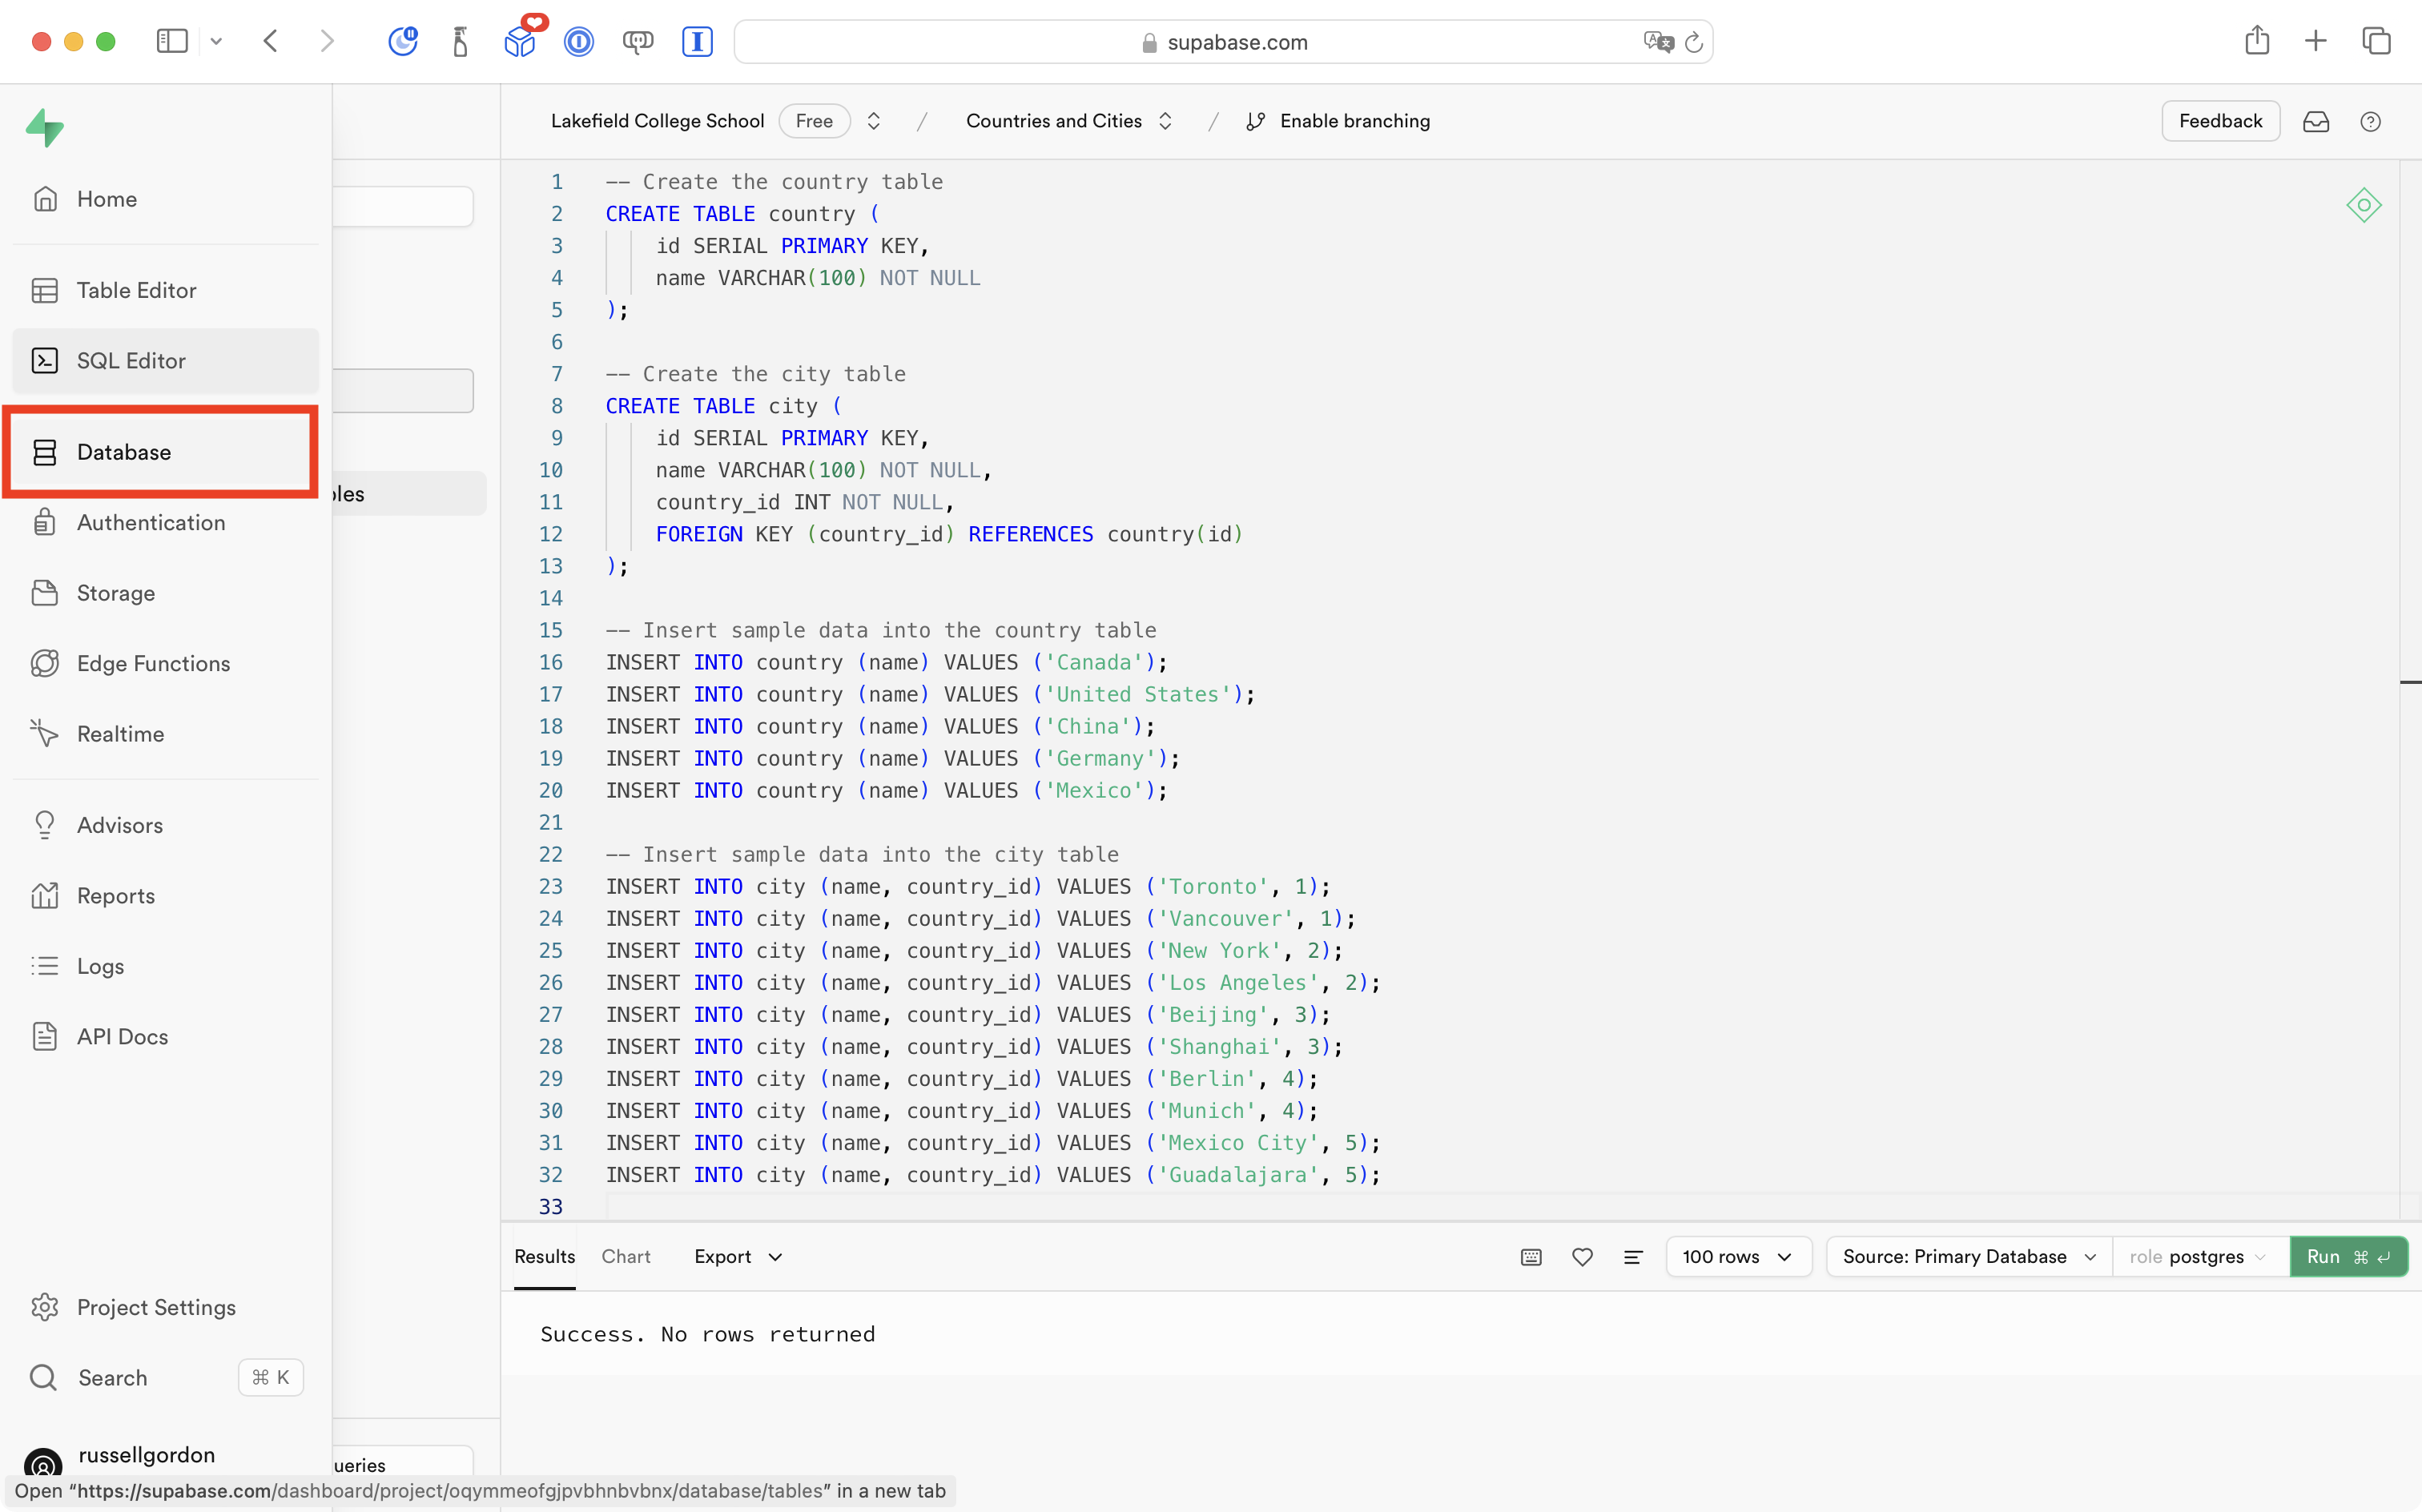 supabase.com
Lakefield College School Free / Countries and Cities / Enable branching Feedback
Home
Table Editor
SQL Editor
Database
Authentication
Storage
Edge Functions
Realtime
Advisors
Reports
Logs
API Docs
Project Settings
Search ⌘ K
russellgordon
1 -- Create the country table
2 CREATE TABLE country (
3 id SERIAL PRIMARY KEY,
4 name VARCHAR(100) NOT NULL
5 );
6
7 -- Create the city table
8 CREATE TABLE city (
9 id SERIAL PRIMARY KEY,
10 name VARCHAR(100) NOT NULL,
11 country_id INT NOT NULL,
12 FOREIGN KEY (country_id) REFERENCES country(id)
13 );
14
15 -- Insert sample data into the country table
16 INSERT INTO country (name) VALUES ('Canada');
17 INSERT INTO country (name) VALUES ('United States');
18 INSERT INTO country (name) VALUES ('China');
19 INSERT INTO country (name) VALUES ('Germany');
20 INSERT INTO country (name) VALUES ('Mexico');
21
22 -- Insert sample data into the city table
23 INSERT INTO city (name, country_id) VALUES ('Toronto', 1);
24 INSERT INTO city (name, country_id) VALUES ('Vancouver', 1);
25 INSERT INTO city (name, country_id) VALUES ('New York', 2);
26 INSERT INTO city (name, country_id) VALUES ('Los Angeles', 2);
27 INSERT INTO city (name, country_id) VALUES ('Beijing', 3);
28 INSERT INTO city (name, country_id) VALUES ('Shanghai', 3);
29 INSERT INTO city (name, country_id) VALUES ('Berlin', 4);
30 INSERT INTO city (name, country_id) VALUES ('Munich', 4);
31 INSERT INTO city (name, country_id) VALUES ('Mexico City', 5);
32 INSERT INTO city (name, country_id) VALUES ('Guadalajara', 5);
33
Results Chart Export 100 rows Source: Primary Database role postgres Run ⌘ ↵
Success. No rows returned
Open “https://supabase.com/dashboard/project/oqymmeofgjpvbhnbvbnx/database/tables” in a new tab